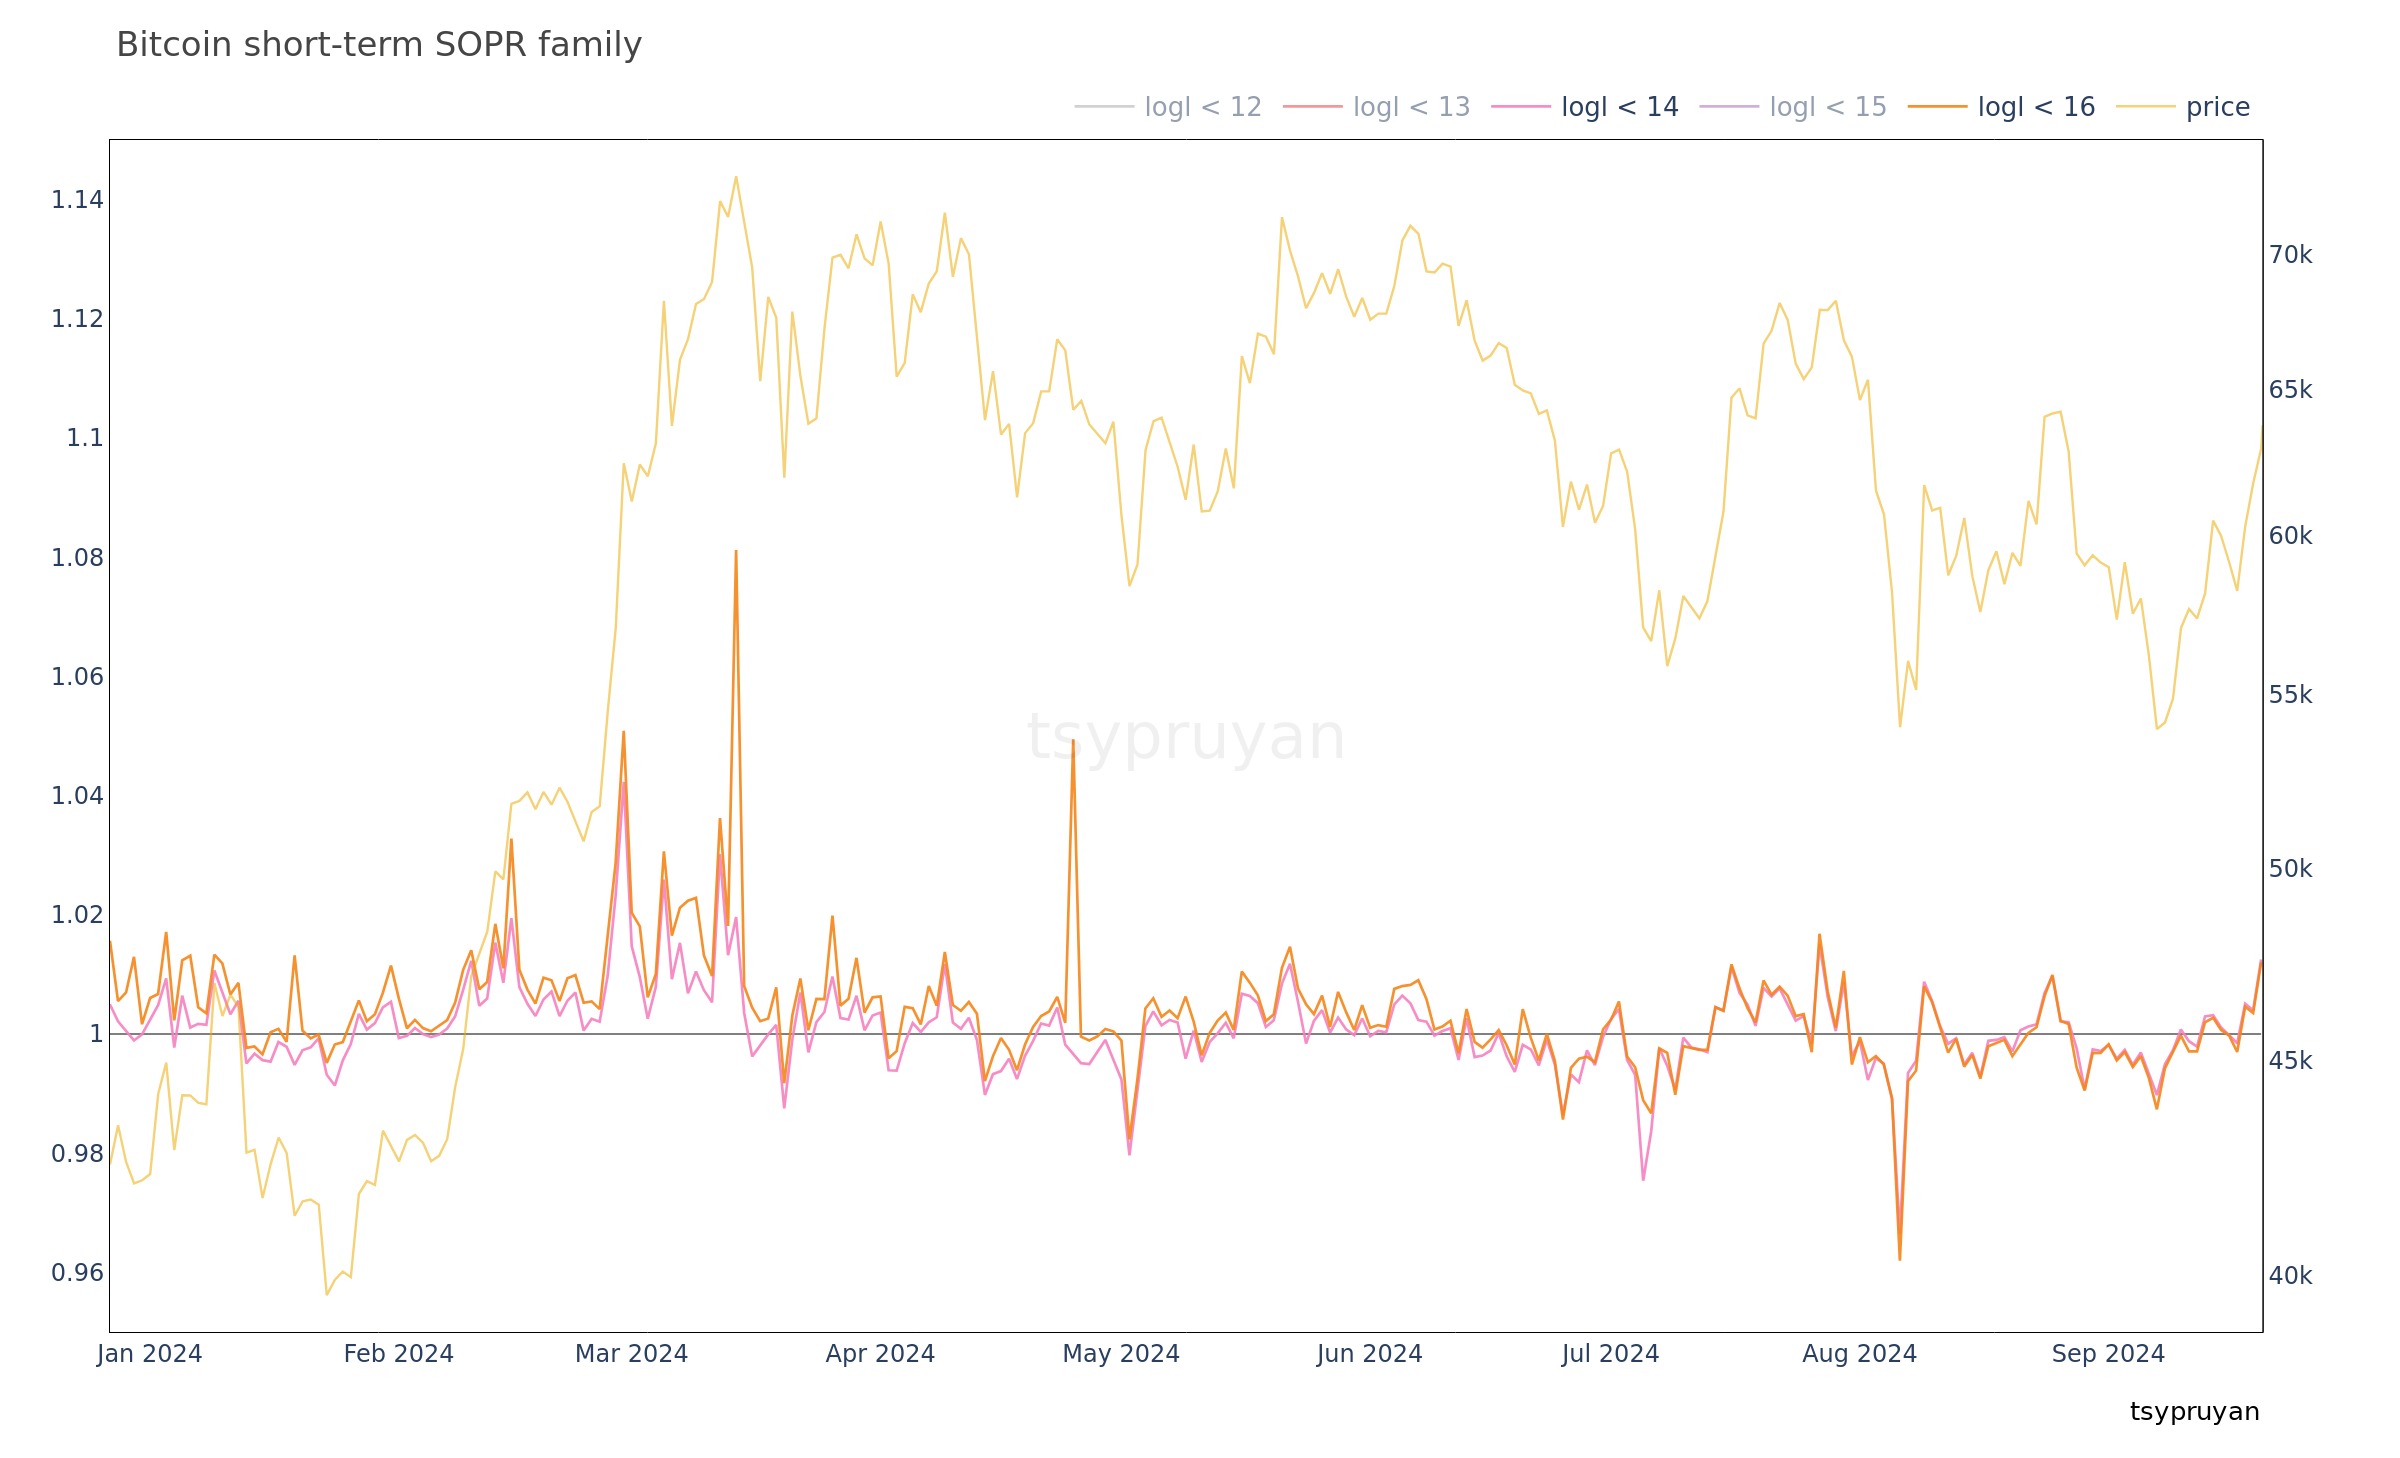 Bitcoin short-term SOPR family
logl < 12 logl < 13 logl < 14 logl < 15 logl < 16 price
1.14
1.12
1.1
1.08
1.06
1.04
1.02
1
0.98
0.96
70k
65k
60k
55k
50k
45k
40k
tsypruyan
Jan 2024 Feb 2024 Mar 2024 Apr 2024 May 2024 Jun 2024 Jul 2024 Aug 2024 Sep 2024
tsypruyan